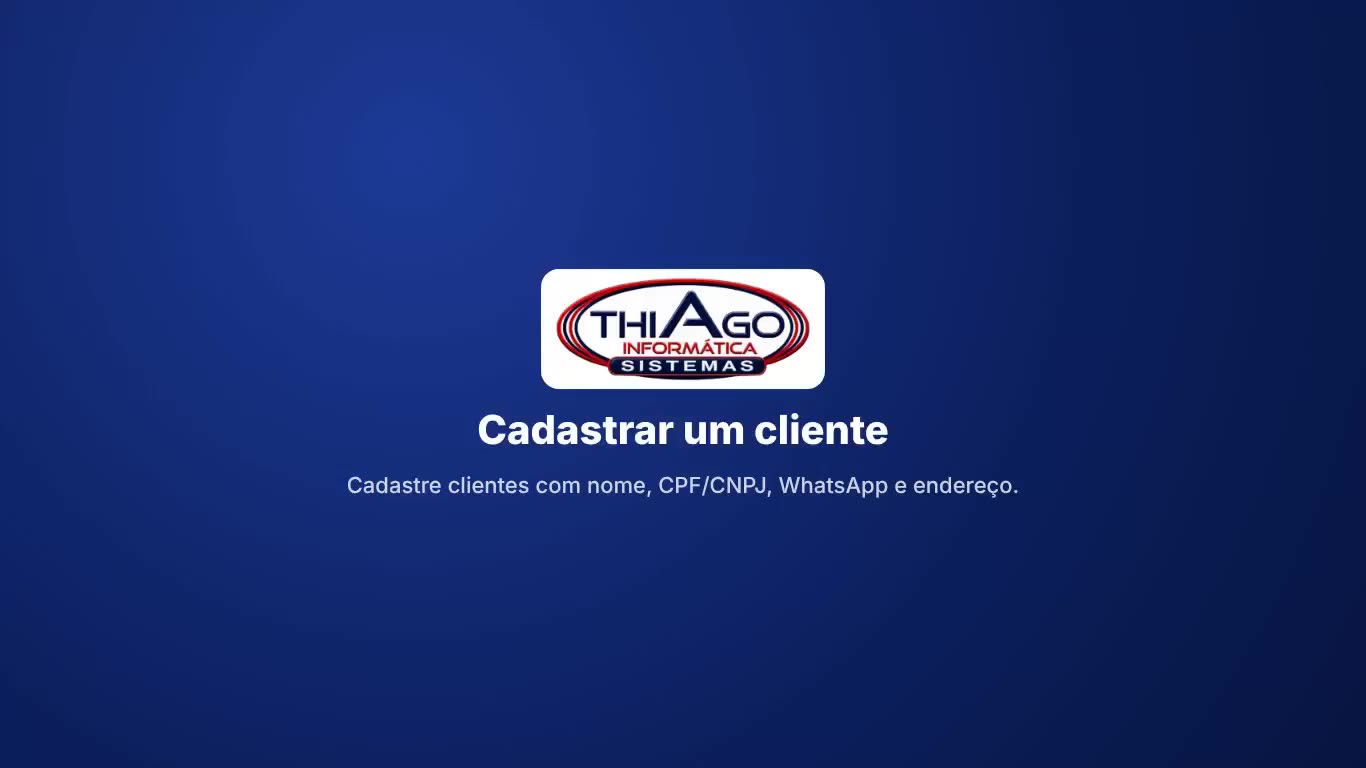 THIAGO
INFORMÁTICA
SISTEMAS
Cadastrar um cliente
Cadastre clientes com nome, CPF/CNPJ, WhatsApp e endereço.